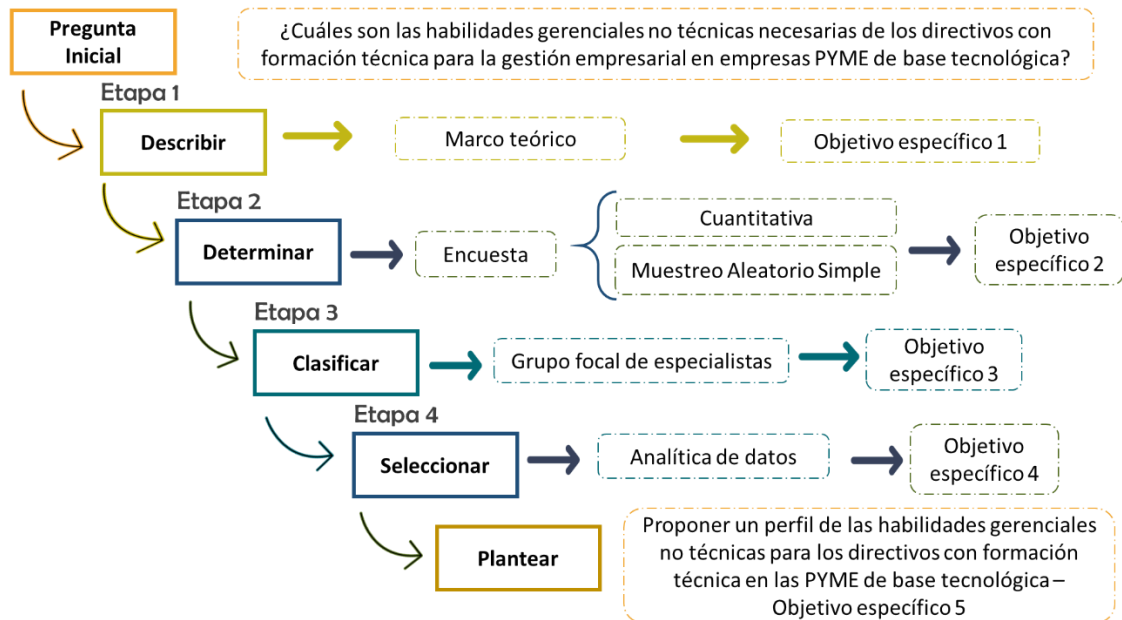 Pregunta
Inicial
¿Cuáles son las habilidades gerenciales no técnicas necesarias de los directivos con
formación técnica para la gestión empresarial en empresas PYME de base tecnológica?
Etapa 1
Describir
Marco teórico
Objetivo específico 1
Etapa 2
Determinar
Encuesta
Cuantitativa
Muestreo Aleatorio Simple
Objetivo
específico 2
Etapa 3
Clasificar
Grupo focal de especialistas
Objetivo
específico 3
Etapa 4
Seleccionar
Analítica de datos
Objetivo
específico 4
Plantear
Proponer un perfil de las habilidades gerenciales
no técnicas para los directivos con formación
técnica en las PYME de base tecnológica –
Objetivo específico 5